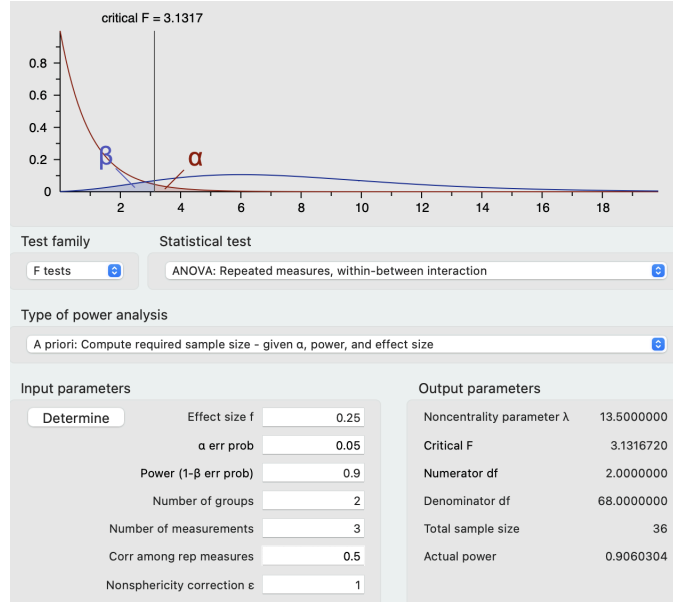 critical F = 3.1317
0.8
0.6
0.4
0.2
0
β
α
2 4 6 8 10 12 14 16 18
Test family Statistical test
F tests ANOVA: Repeated measures, within-between interaction
Type of power analysis
A priori: Compute required sample size - given α, power, and effect size
Input parameters Output parameters
Determine Effect size f 0.25 Noncentrality parameter λ 13.5000000
α err prob 0.05 Critical F 3.1316720
Power (1-β err prob) 0.9 Numerator df 2.0000000
Number of groups 2 Denominator df 68.0000000
Number of measurements 3 Total sample size 36
Corr among rep measures 0.5 Actual power 0.9060304
Nonsphericity correction ε 1